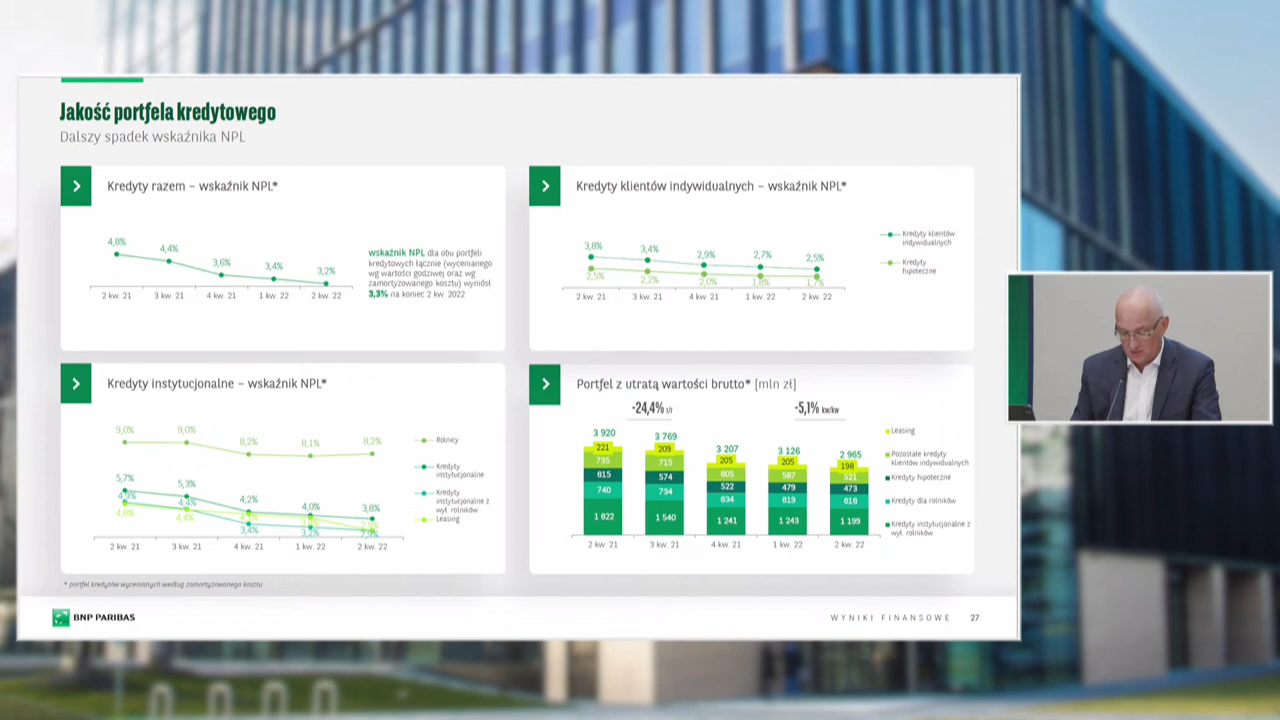 Jakość portfela kredytowego
Dalszy spadek wskaźnika NPL
Kredyty razem – wskaźnik NPL*
4,8%
4,4%
3,6%
3,4%
3,2%
2 kw. 21
3 kw. 21
4 kw. 21
1 kw. 22
2 kw. 22
wskaźnik NPL dla obu portfeli
kredytowych łącznie (wycenianego
wg wartości godziwej oraz wg
zamortyzowanego kosztu) wyniósł
3,3% na koniec 2 kw. 2022
Kredyty klientów indywidualnych – wskaźnik NPL*
3,8%
3,4%
2,9%
2,7%
2,5%
2,5%
2,2%
2,0%
1,8%
1,7%
2 kw. 21
3 kw. 21
4 kw. 21
1 kw. 22
2 kw. 22
Kredyty klientów
indywidualnych
Kredyty
hipoteczne
Kredyty instytucjonalne – wskaźnik NPL*
9,0%
9,0%
8,2%
8,1%
8,2%
5,7%
5,3%
4,2%
4,0%
3,8%
4,9%
4,4%
3,4%
3,2%
4,6%
4,4%
2 kw. 21
3 kw. 21
4 kw. 21
1 kw. 22
2 kw. 22
Rolnicy
Kredyty
instytucjonalne
Kredyty
instytucjonalne z
wył. rolników
Leasing
Portfel z utratą wartości brutto* [mln zł]
-24,4% r/r
-5,1% kw/kw
3 920
3 769
3 207
3 126
2 965
221
209
205
205
198
735
715
605
587
521
615
574
522
479
473
740
734
634
619
616
1 622
1 540
1 241
1 243
1 199
2 kw. 21
3 kw. 21
4 kw. 21
1 kw. 22
2 kw. 22
Leasing
Pozostałe kredyty
klientów indywidualnych
Kredyty hipoteczne
Kredyty dla rolników
Kredyty instytucjonalne z
wył. rolników
* portfel kredytów wycenianych według zamortyzowanego kosztu
BNP PARIBAS
WYNIKI FINANSOWE 27